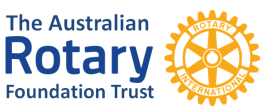 The Australian
Rotary
Foundation Trust
ROTARY
INTERNATIONAL